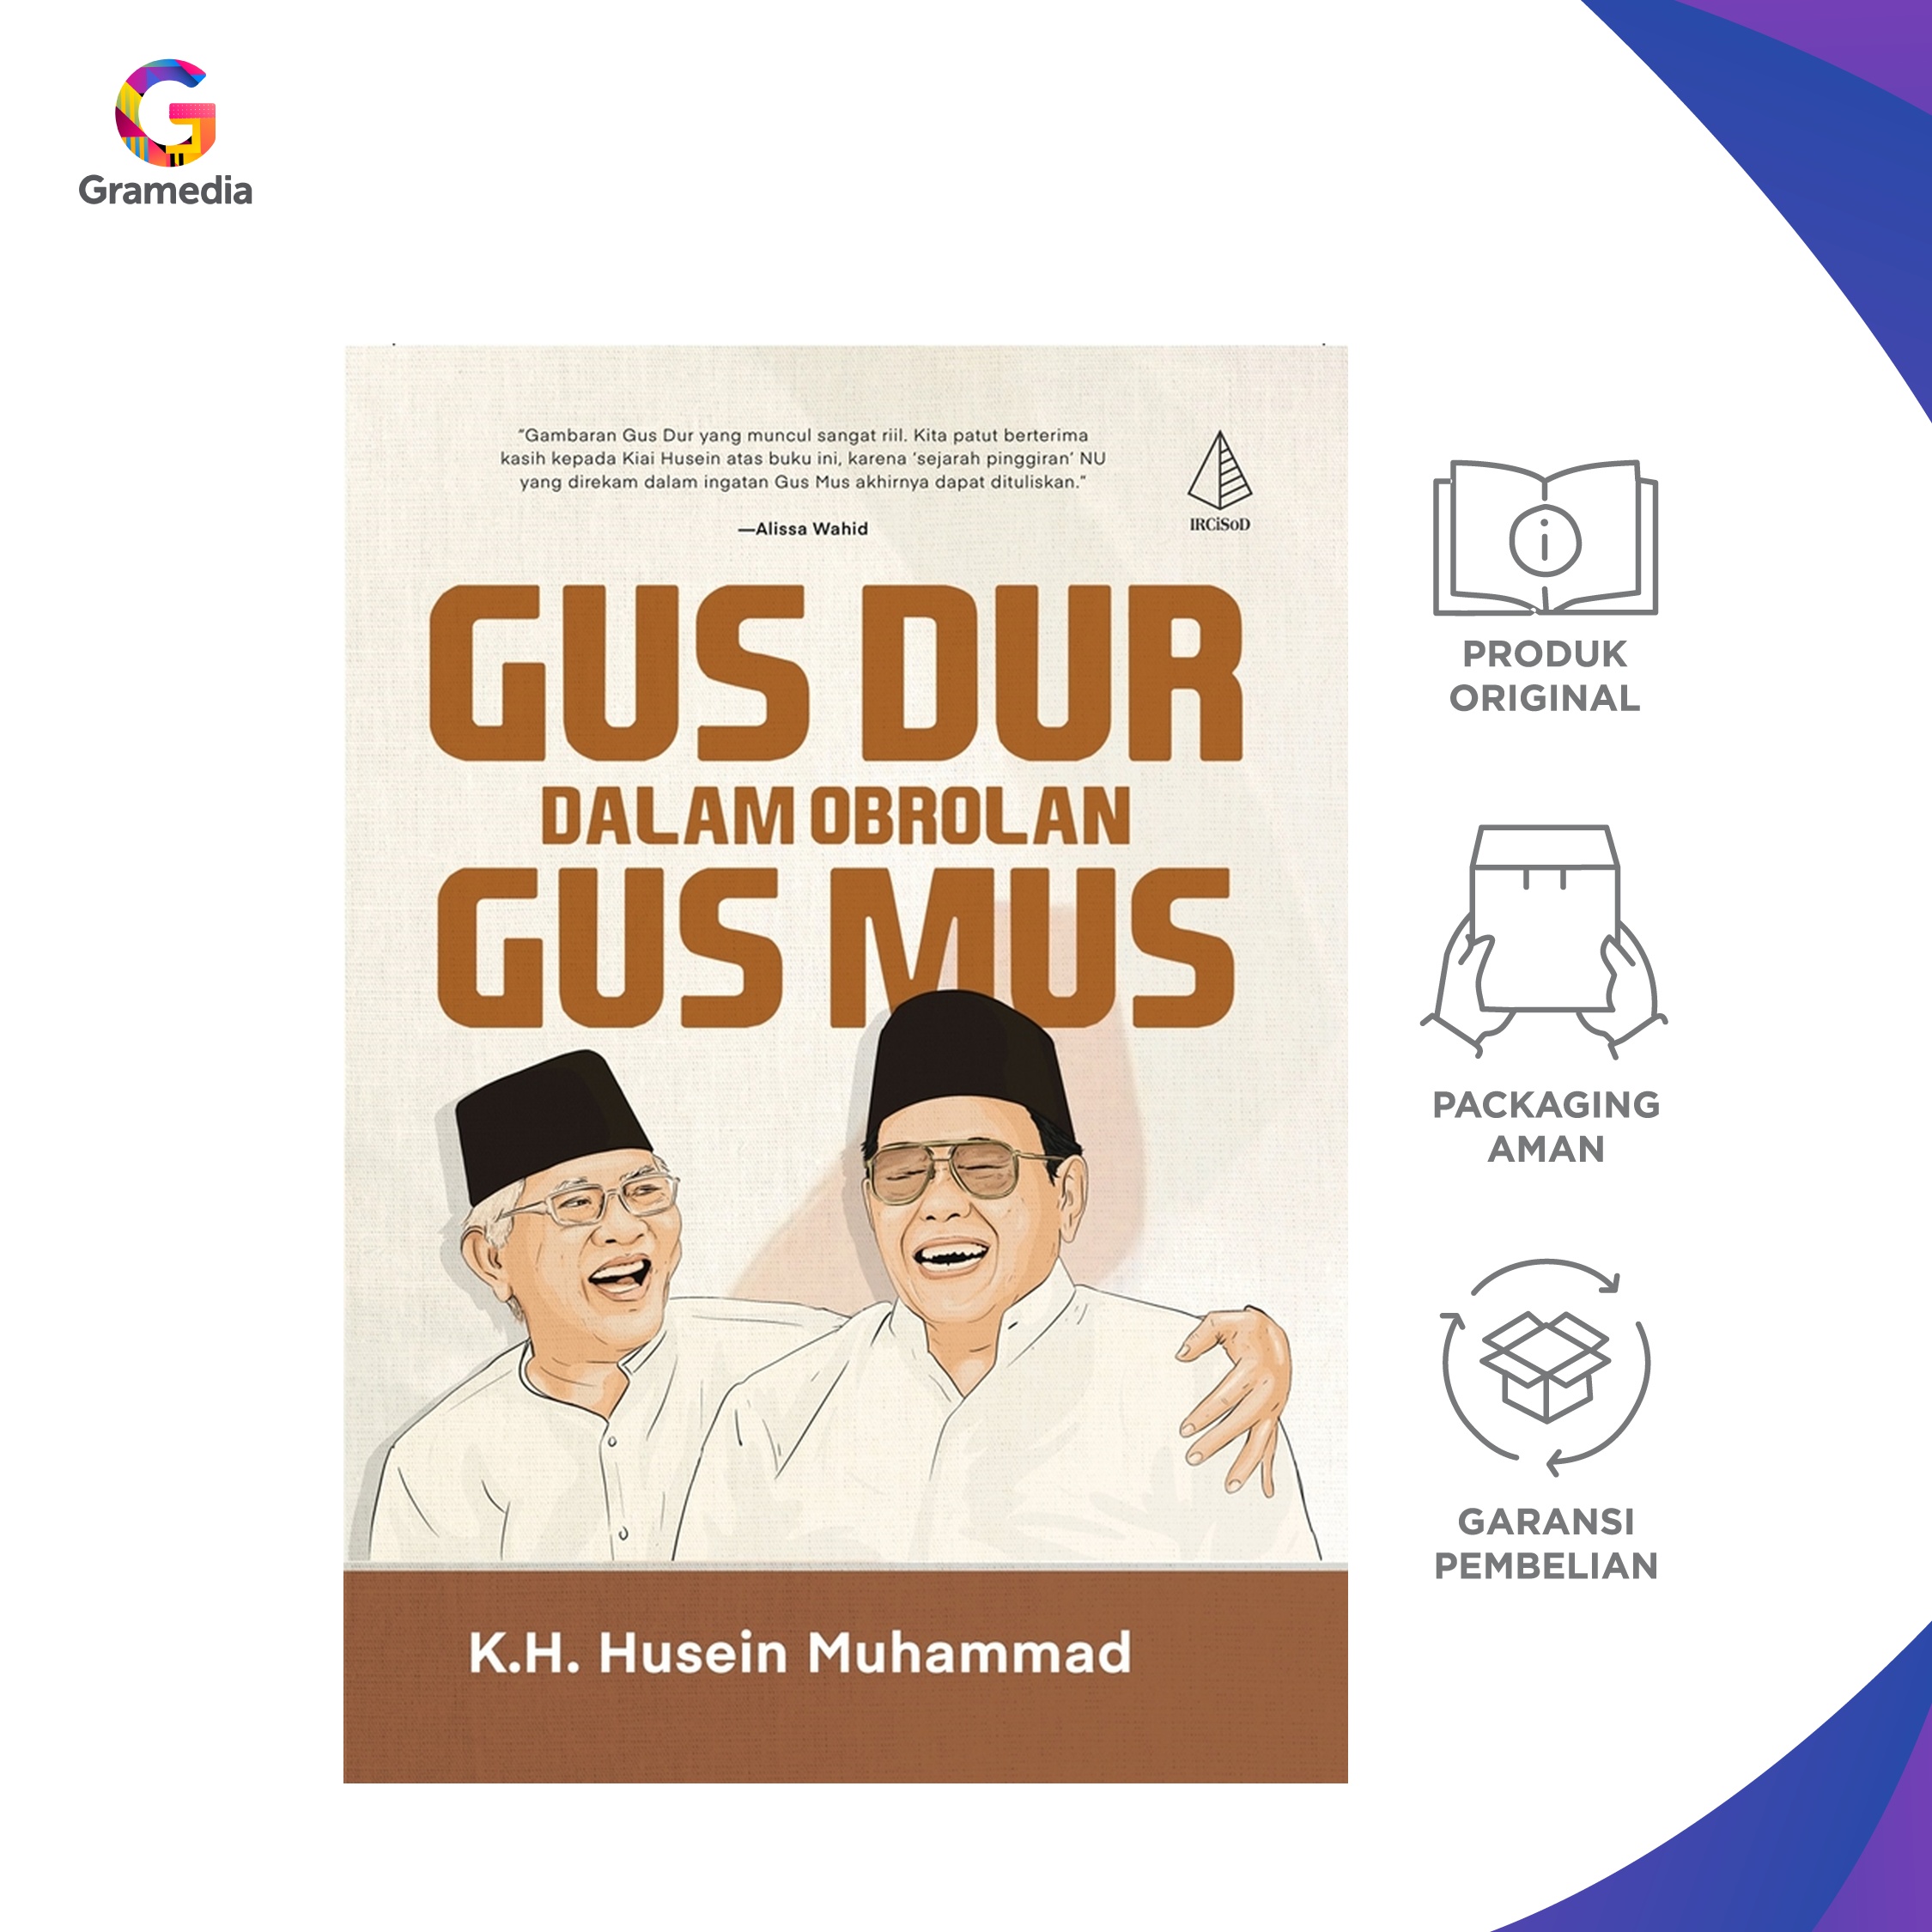 Gramedia
“Gambaran Gus Dur yang muncul sangat riil. Kita patut berterima
kasih kepada Kiai Husein atas buku ini, karena ‘sejarah pinggiran’ NU
yang direkam dalam ingatan Gus Mus akhirnya dapat dituliskan.”
—Alissa Wahid
IRCiSoD
GUS DUR
DALAM OBROLAN
GUS MUS
K.H. Husein Muhammad
PRODUK
ORIGINAL
PACKAGING
AMAN
GARANSI
PEMBELIAN